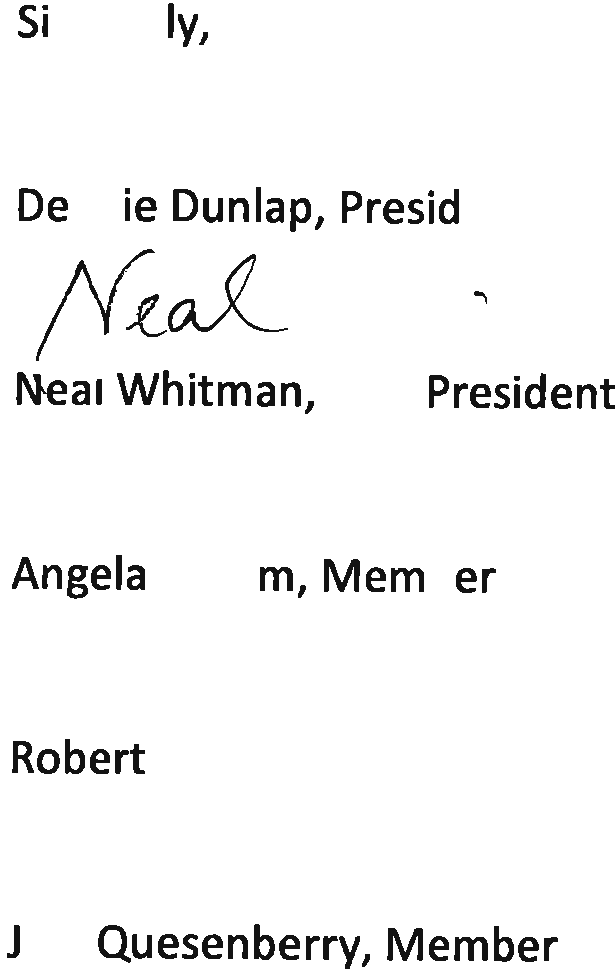 Si ly,
De ie Dunlap, Presid
Neal
Neal Whitman, President
Angela m, Mem er
Robert
J Quesenberry, Member